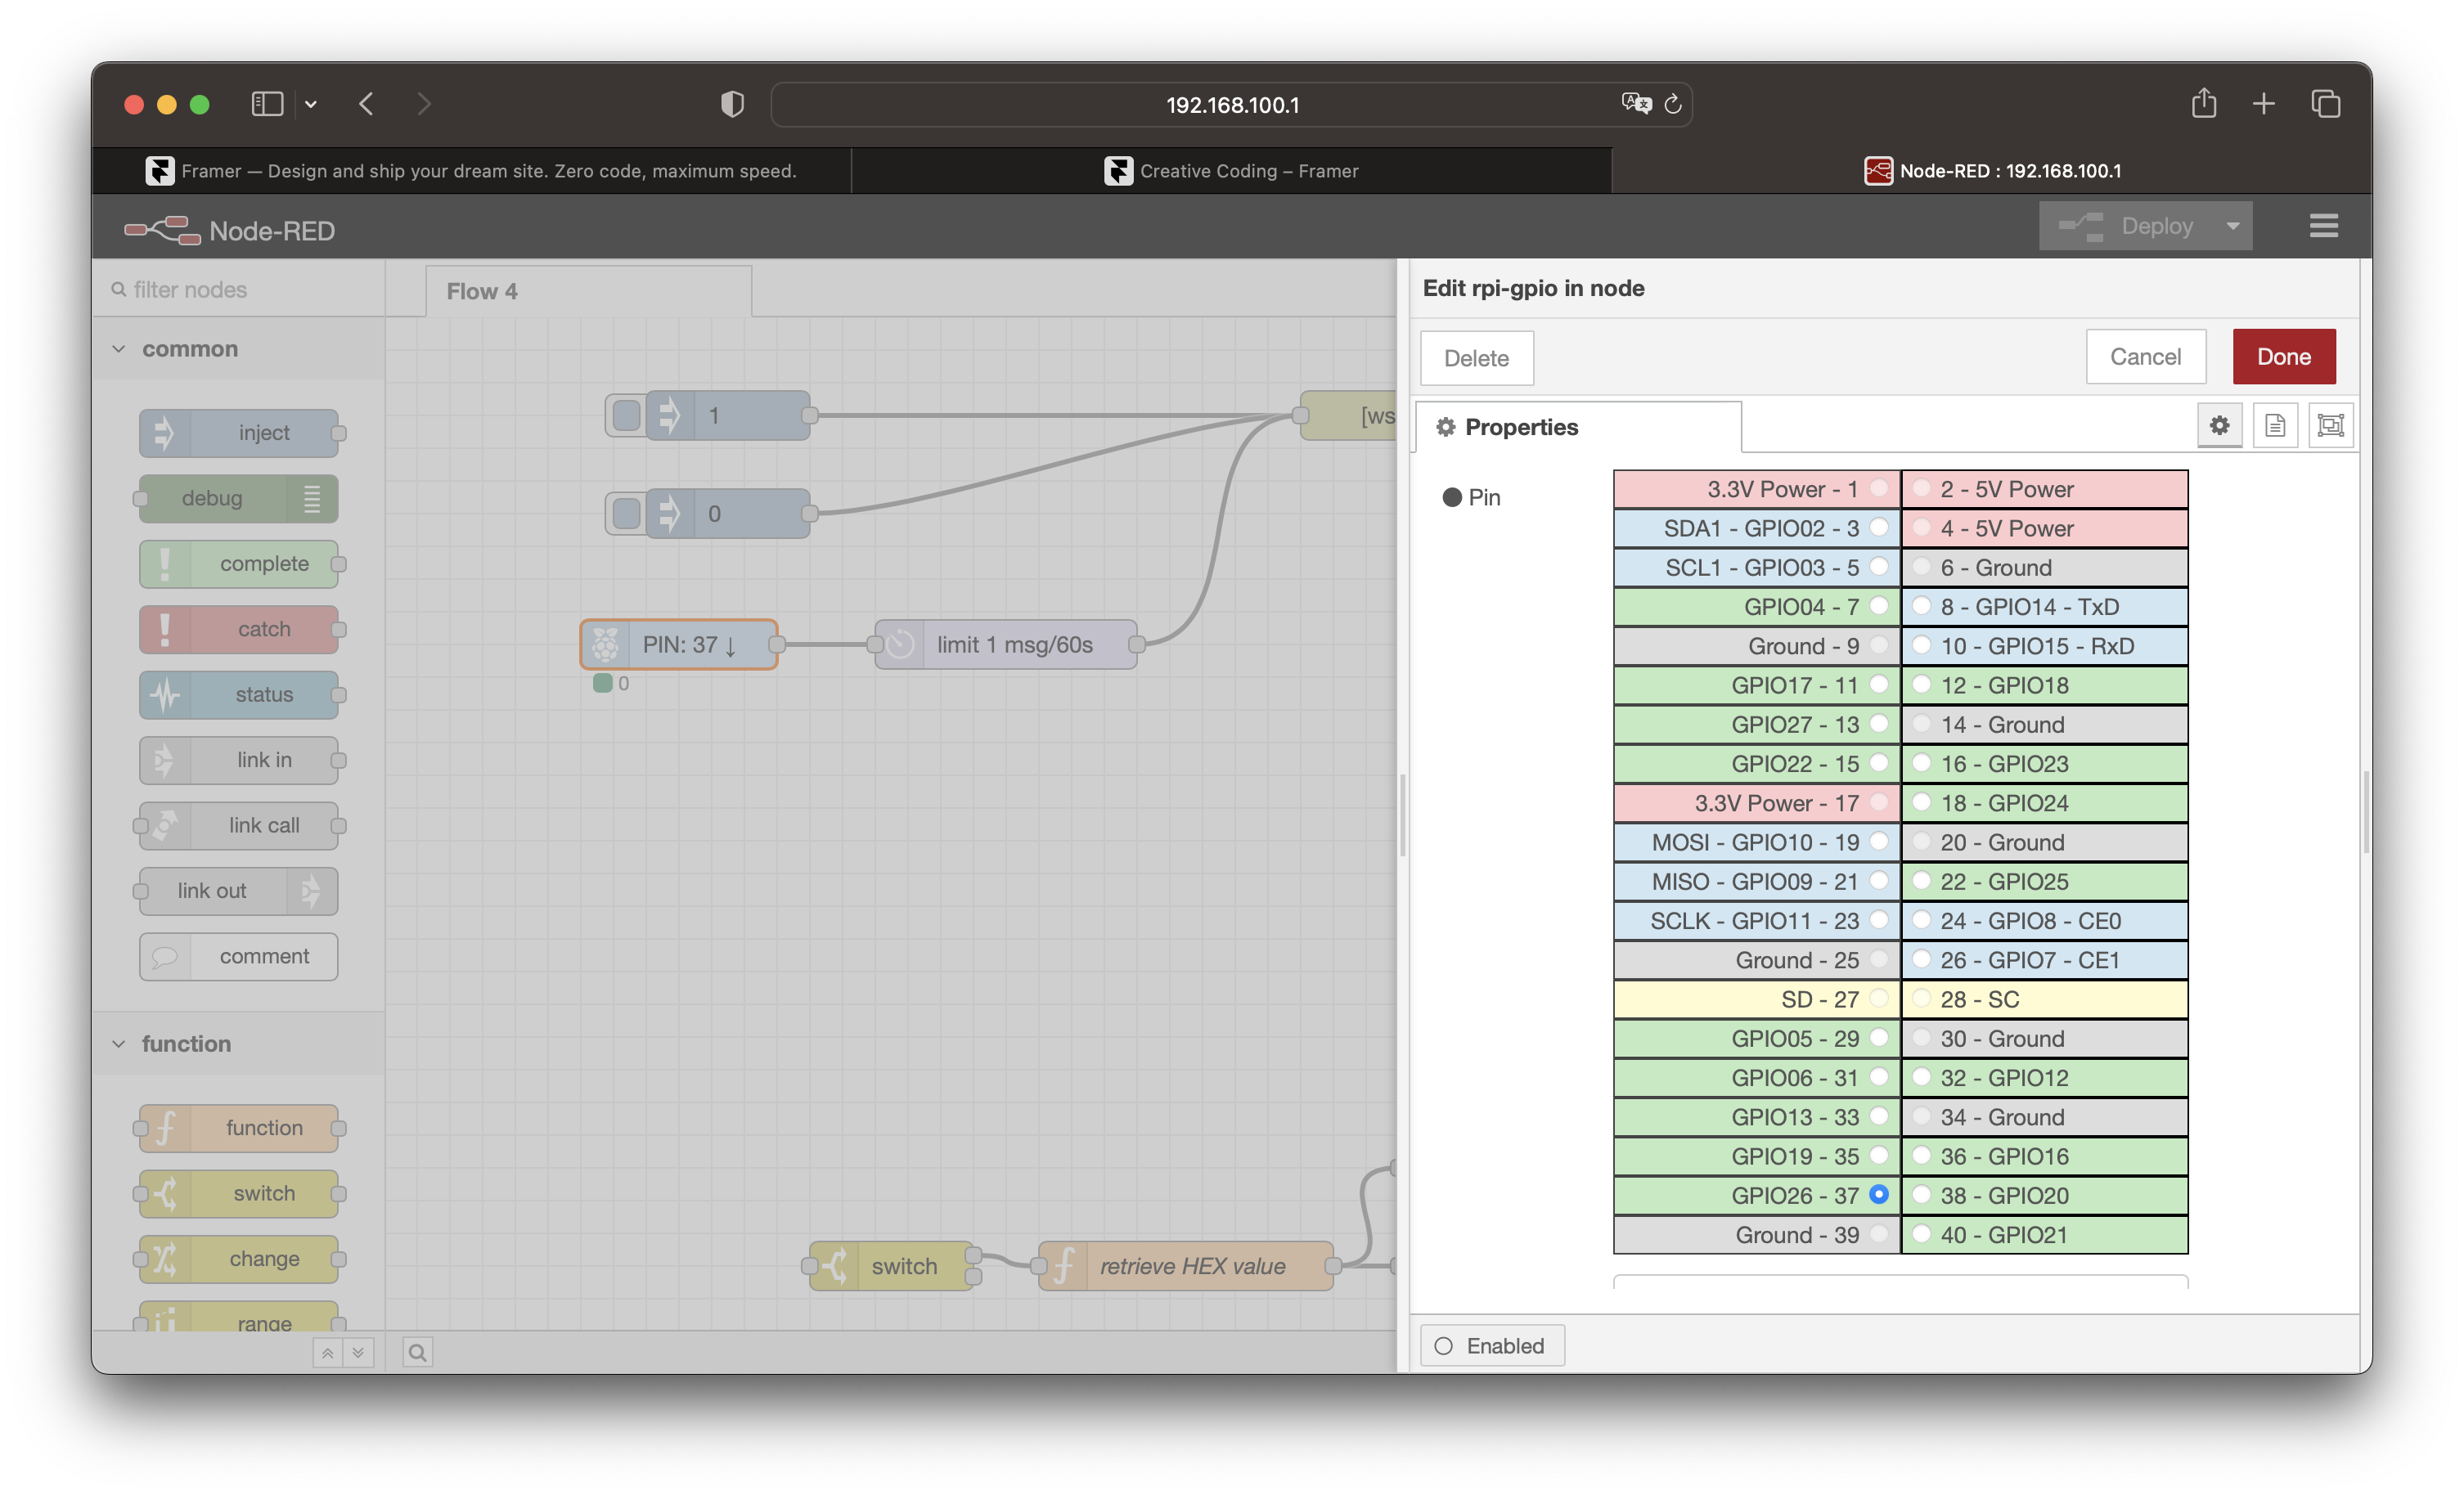 192.168.100.1
Framer — Design and ship your dream site. Zero code, maximum speed.
Creative Coding – Framer
Node-RED : 192.168.100.1
Node-RED
Deploy
filter nodes
common
inject
debug
complete
catch
status
link in
link call
link out
comment
function
function
switch
change
range
Flow 4
1
0
[ws
PIN: 37 ↓
limit 1 msg/60s
0
switch
retrieve HEX value
Edit rpi-gpio in node
Delete
Cancel
Done
Properties
Pin
3.3V Power - 1
2 - 5V Power
SDA1 - GPIO02 - 3
4 - 5V Power
SCL1 - GPIO03 - 5
6 - Ground
GPIO04 - 7
8 - GPIO14 - TxD
Ground - 9
10 - GPIO15 - RxD
GPIO17 - 11
12 - GPIO18
GPIO27 - 13
14 - Ground
GPIO22 - 15
16 - GPIO23
3.3V Power - 17
18 - GPIO24
MOSI - GPIO10 - 19
20 - Ground
MISO - GPIO09 - 21
22 - GPIO25
SCLK - GPIO11 - 23
24 - GPIO8 - CE0
Ground - 25
26 - GPIO7 - CE1
SD - 27
28 - SC
GPIO05 - 29
30 - Ground
GPIO06 - 31
32 - GPIO12
GPIO13 - 33
34 - Ground
GPIO19 - 35
36 - GPIO16
GPIO26 - 37
38 - GPIO20
Ground - 39
40 - GPIO21
Enabled